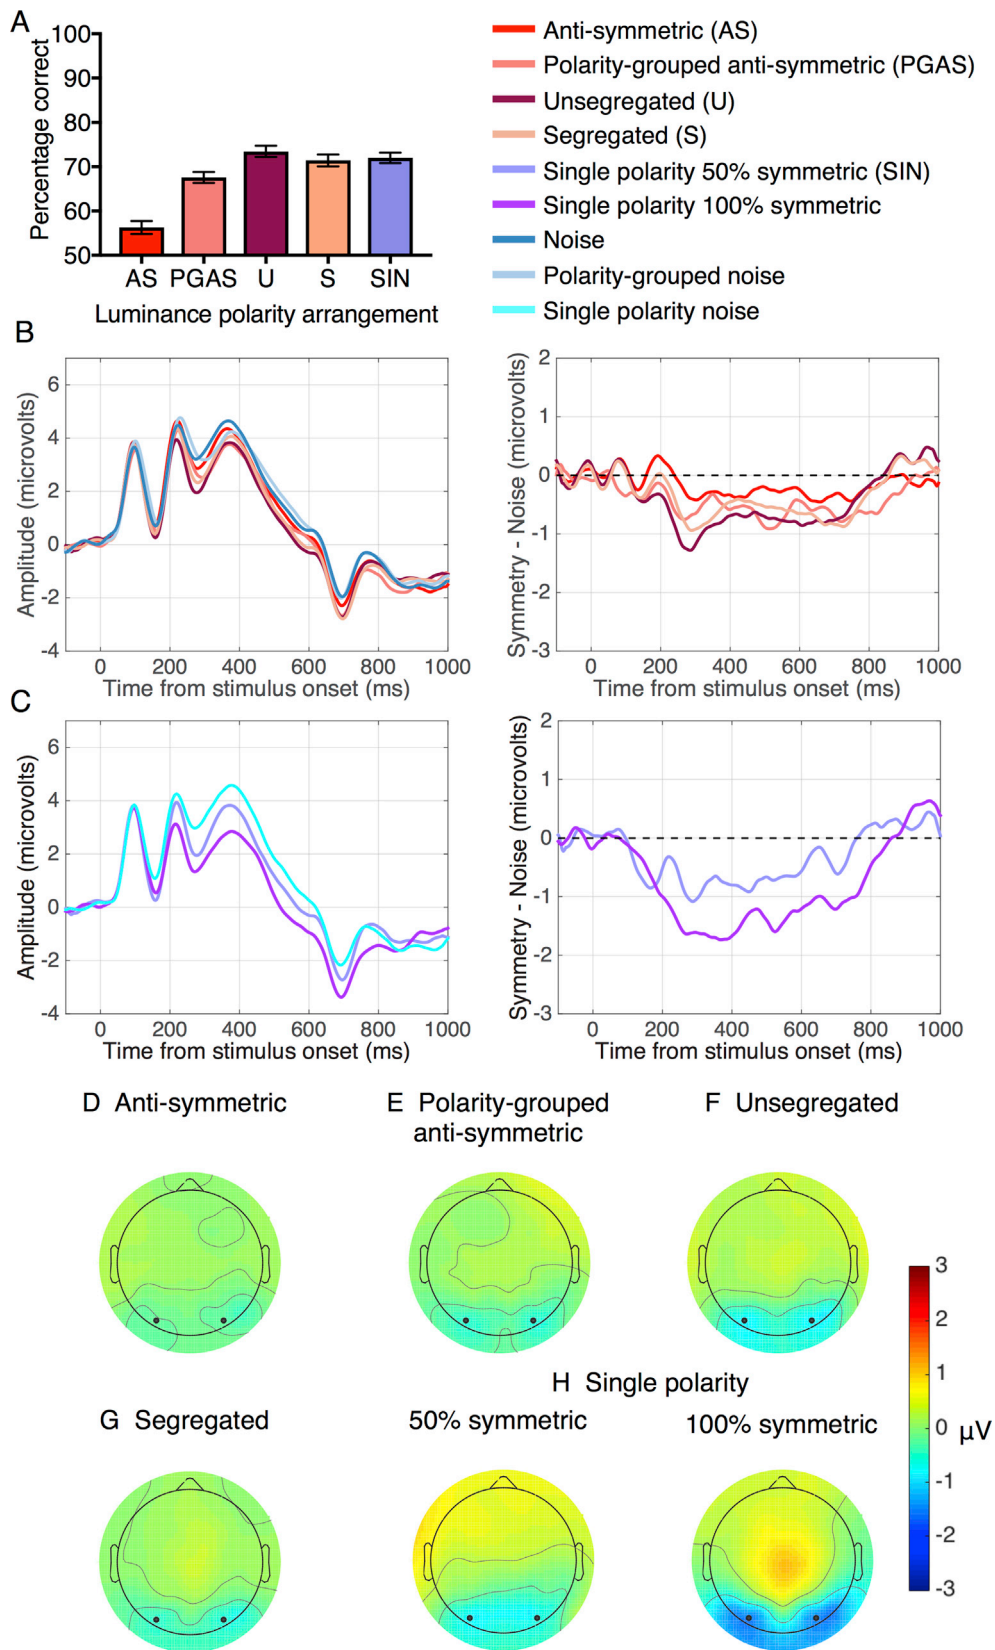 A
100
90
80
70
60
50
Percentage correct
AS PGAS U S SIN
Luminance polarity arrangement
Anti-symmetric (AS)
Polarity-grouped anti-symmetric (PGAS)
Unsegregated (U)
Segregated (S)
Single polarity 50% symmetric (SIN)
Single polarity 100% symmetric
Noise
Polarity-grouped noise
Single polarity noise
B
6
4
2
0
-2
-4
Amplitude (microvolts)
0 200 400 600 800 1000
Time from stimulus onset (ms)
2
1
0
-1
-2
-3
Symmetry - Noise (microvolts)
0 200 400 600 800 1000
Time from stimulus onset (ms)
C
6
4
2
0
-2
-4
Amplitude (microvolts)
0 200 400 600 800 1000
Time from stimulus onset (ms)
2
1
0
-1
-2
-3
Symmetry - Noise (microvolts)
0 200 400 600 800 1000
Time from stimulus onset (ms)
D Anti-symmetric
E Polarity-grouped
anti-symmetric
F Unsegregated
G Segregated
H Single polarity
50% symmetric
100% symmetric
3
2
1
0
-1
-2
-3
µV